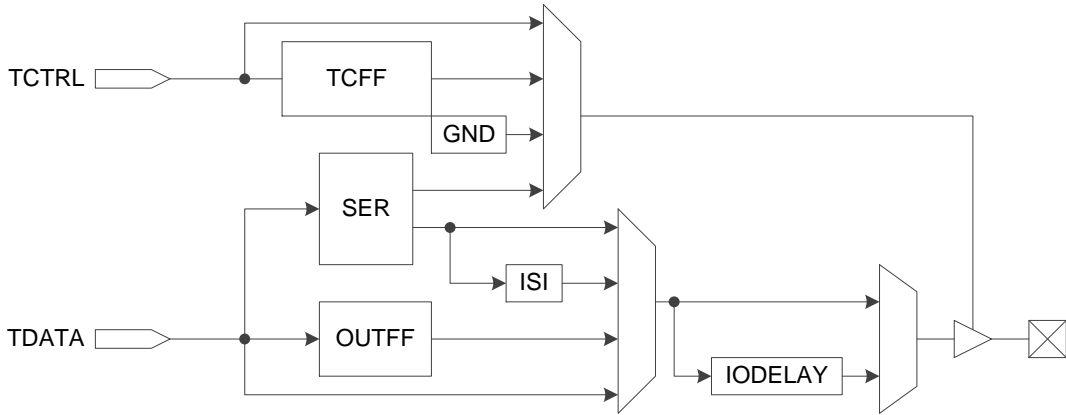 TCTRL
TCFF
GND
SER
ISI
TDATA
OUTFF
IODELAY